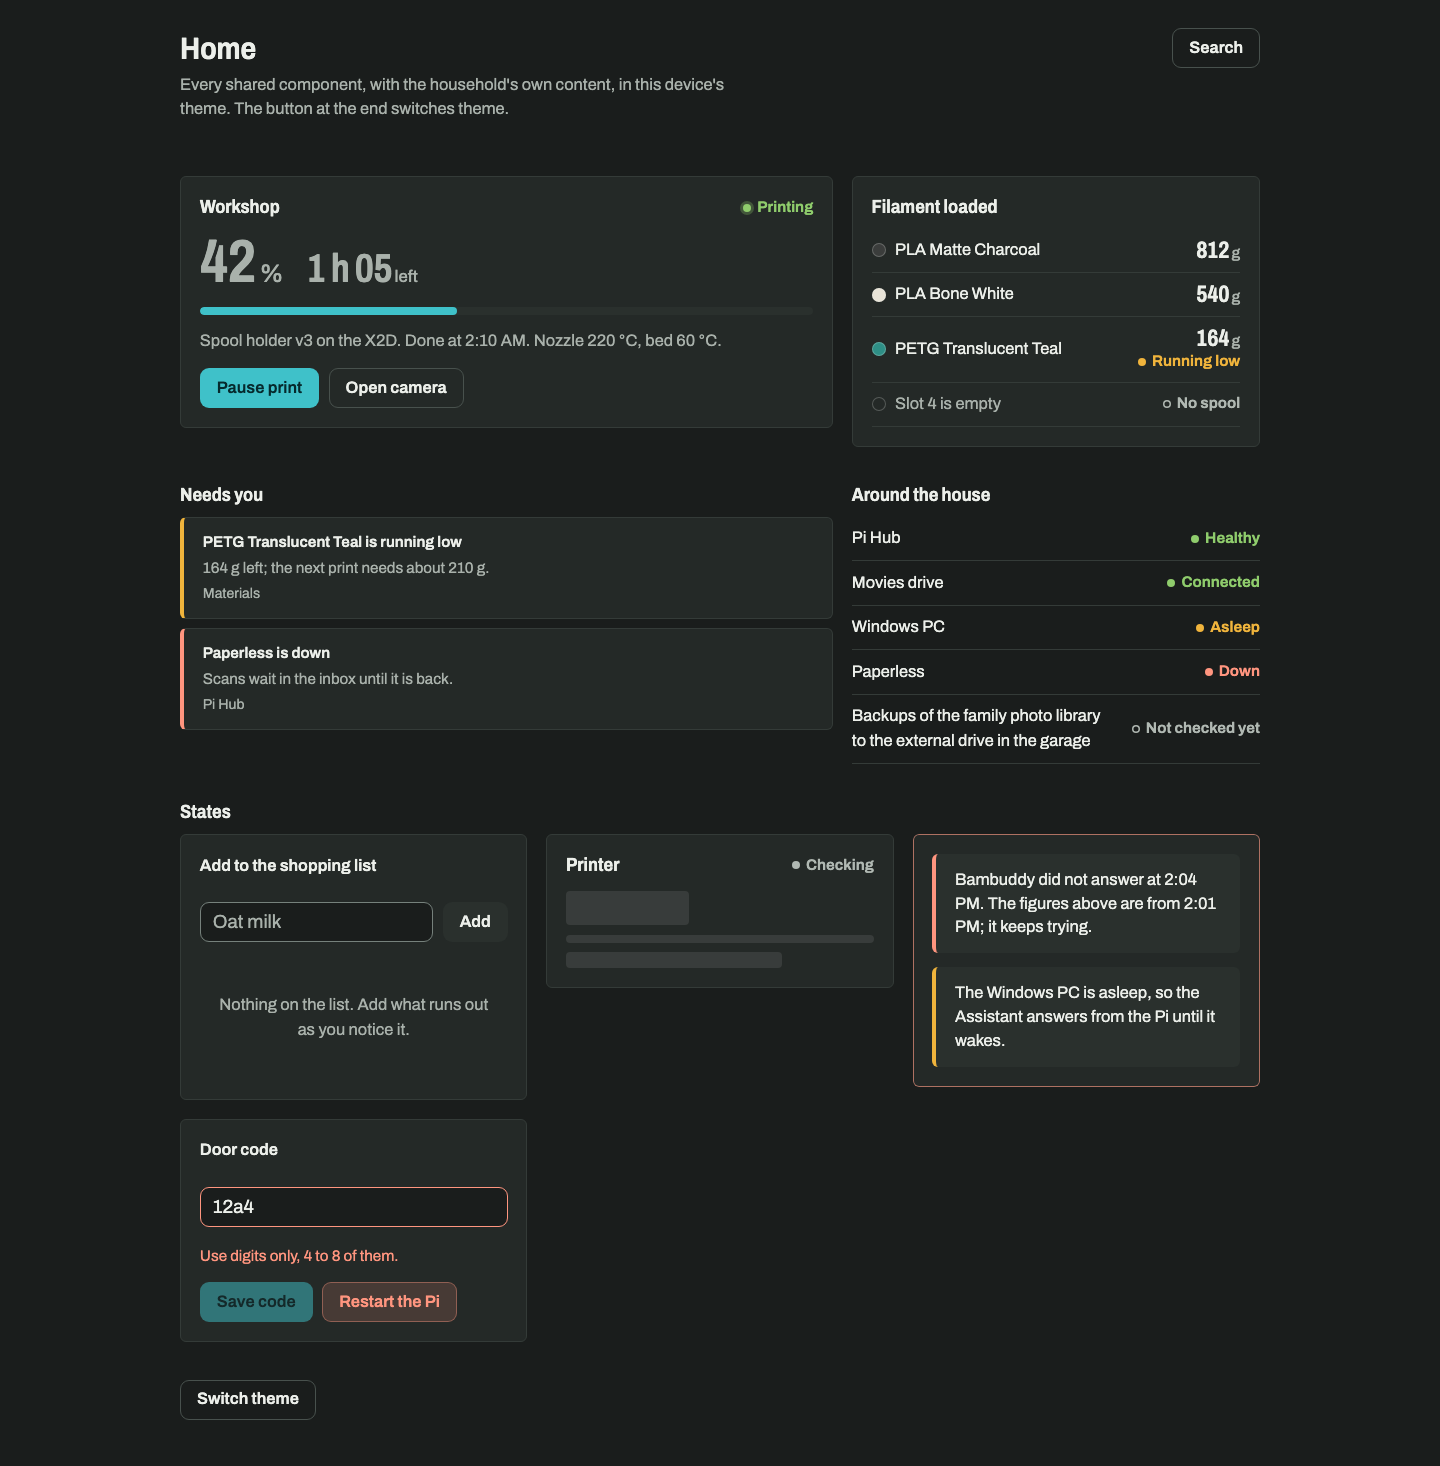 Home
Search
Every shared component, with the household's own content, in this device's
theme. The button at the end switches theme.
Workshop
Printing
42 % 1 h 05 left
Spool holder v3 on the X2D. Done at 2:10 AM. Nozzle 220 °C, bed 60 °C.
Pause print
Open camera
Filament loaded
PLA Matte Charcoal
812 g
PLA Bone White
540 g
PETG Translucent Teal
164 g
Running low
Slot 4 is empty
No spool
Needs you
PETG Translucent Teal is running low
164 g left; the next print needs about 210 g.
Materials
Paperless is down
Scans wait in the inbox until it is back.
Pi Hub
Around the house
Pi Hub
Healthy
Movies drive
Connected
Windows PC
Asleep
Paperless
Down
Backups of the family photo library
to the external drive in the garage
Not checked yet
States
Add to the shopping list
Oat milk
Add
Nothing on the list. Add what runs out
as you notice it.
Printer
Checking
Bambuddy did not answer at 2:04
PM. The figures above are from 2:01
PM; it keeps trying.
The Windows PC is asleep, so the
Assistant answers from the Pi until it
wakes.
Door code
12a4
Use digits only, 4 to 8 of them.
Save code
Restart the Pi
Switch theme